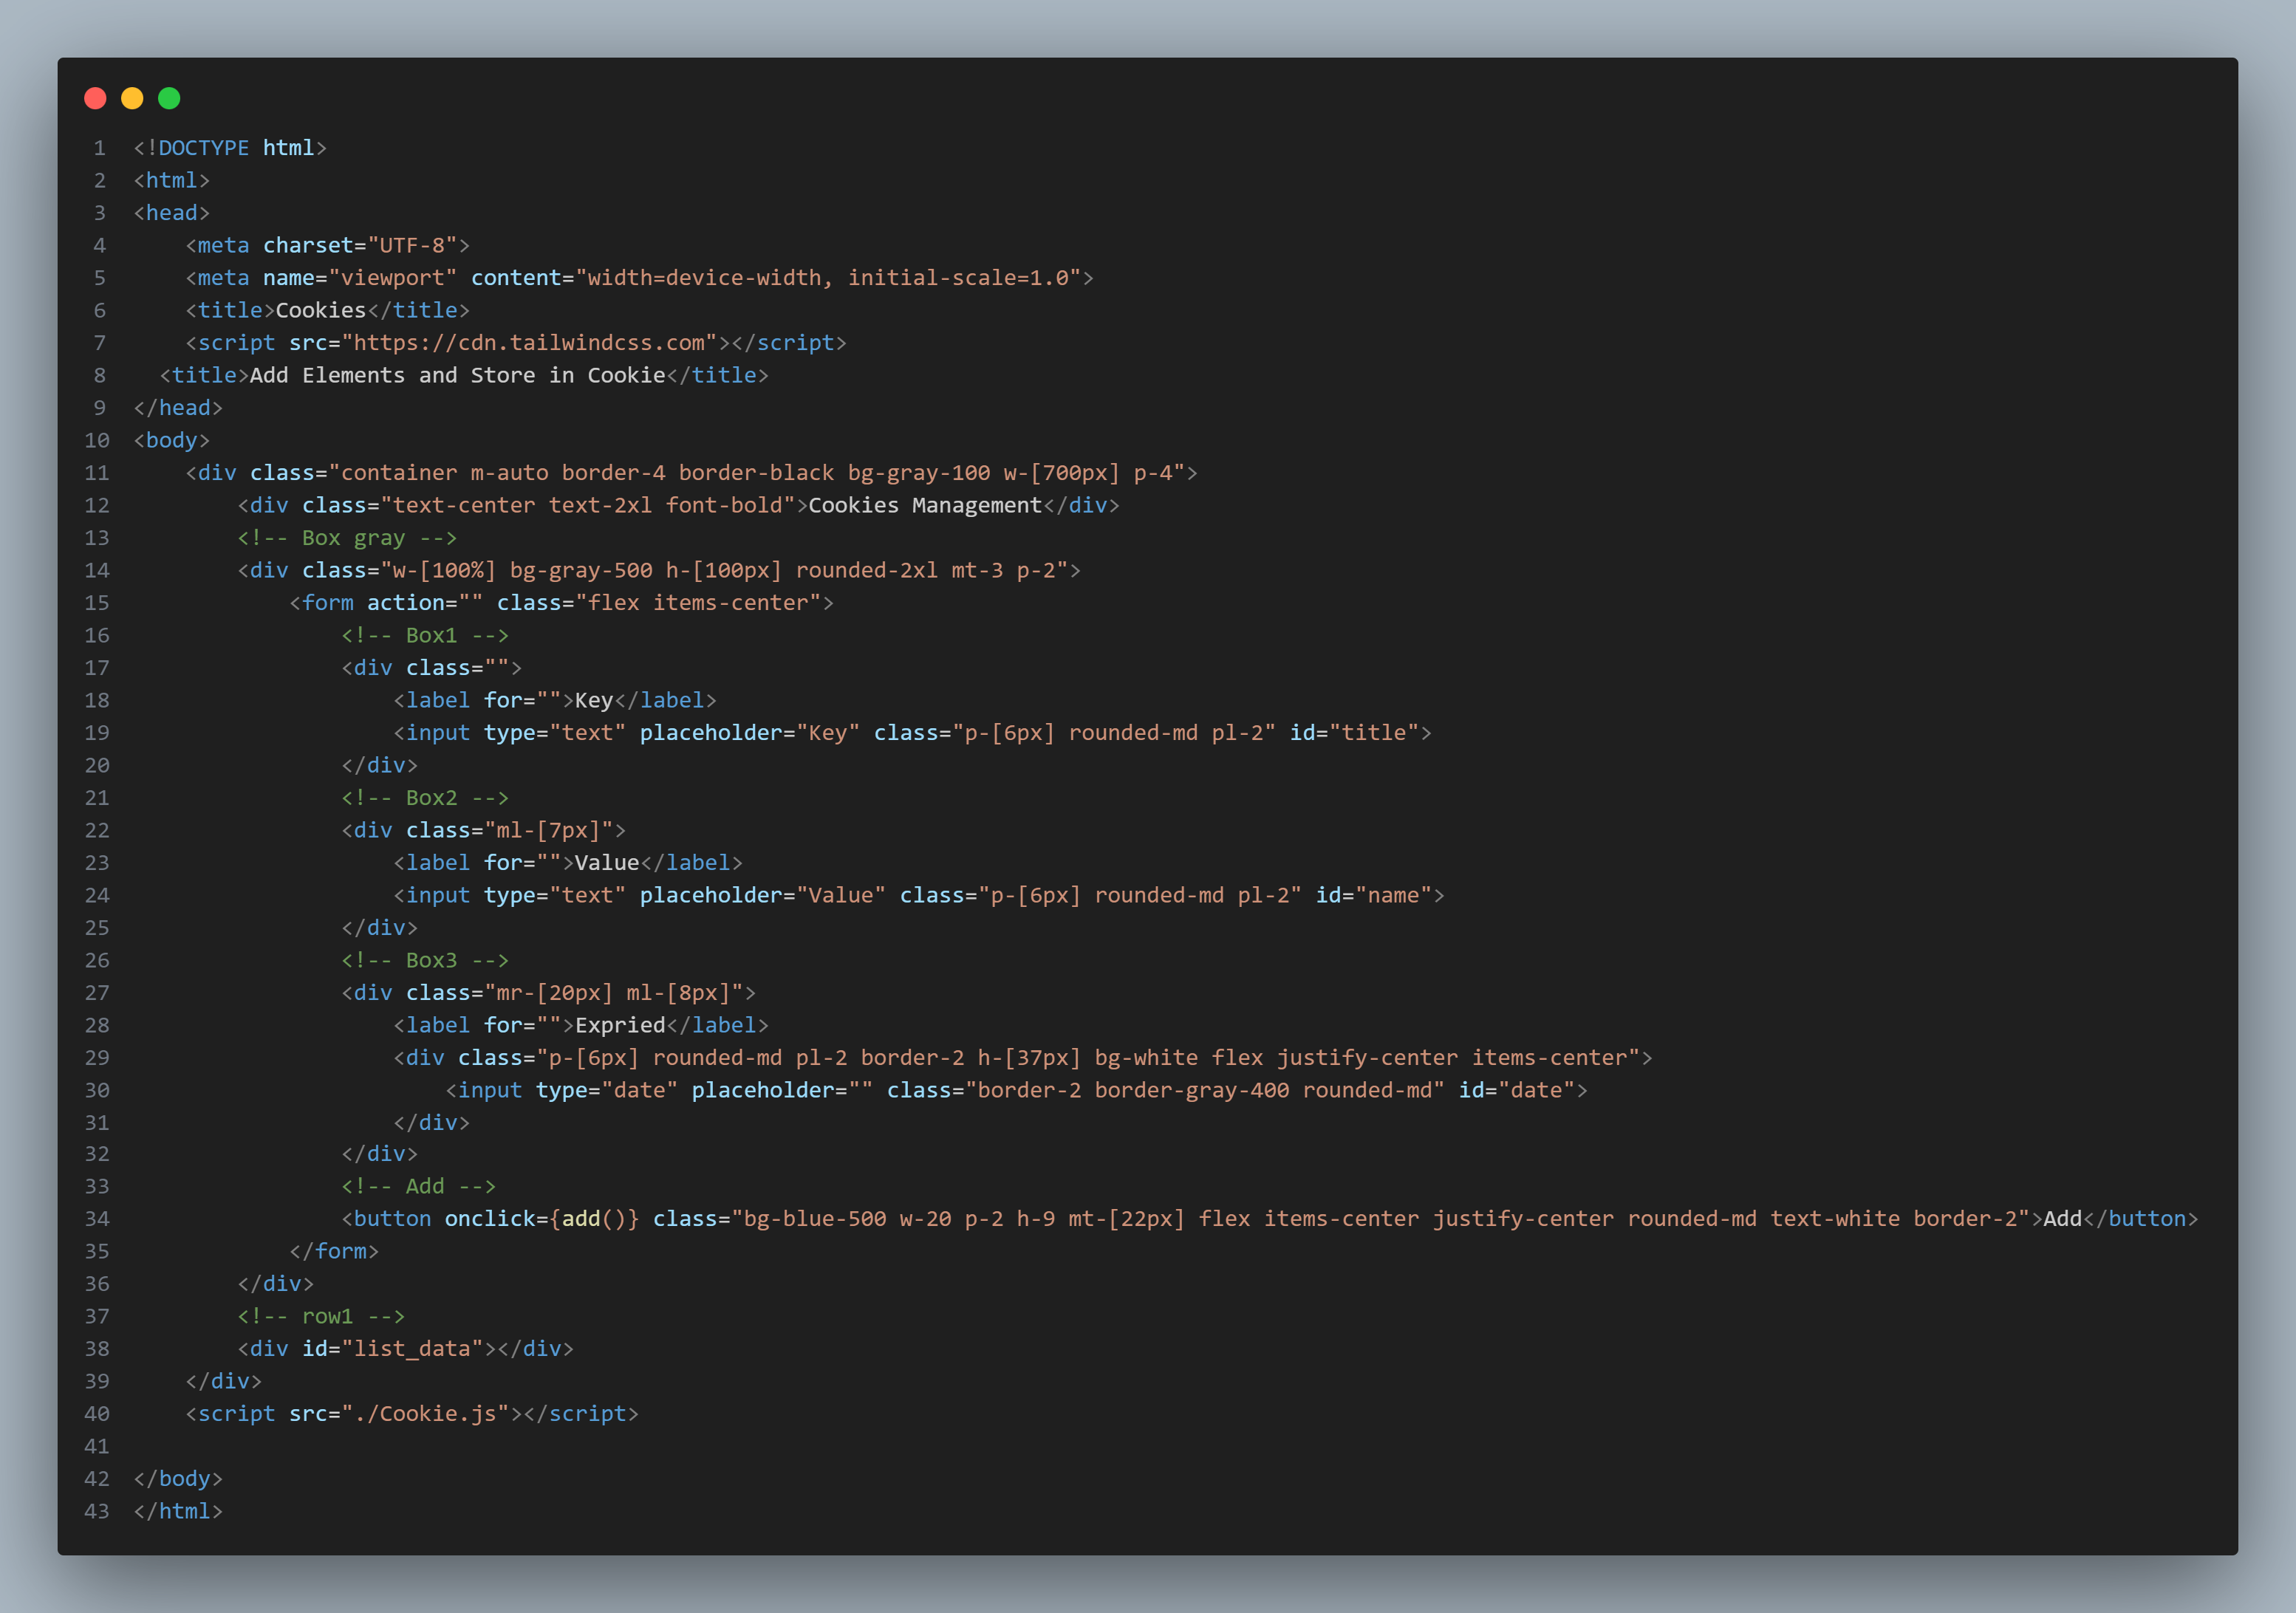 1 <!DOCTYPE html>
2 <html>
3 <head>
4     <meta charset="UTF-8">
5     <meta name="viewport" content="width=device-width, initial-scale=1.0">
6     <title>Cookies</title>
7     <script src="https://cdn.tailwindcss.com"></script>
8   <title>Add Elements and Store in Cookie</title>
9 </head>
10 <body>
11     <div class="container m-auto border-4 border-black bg-gray-100 w-[700px] p-4">
12         <div class="text-center text-2xl font-bold">Cookies Management</div>
13         <!-- Box gray -->
14         <div class="w-[100%] bg-gray-500 h-[100px] rounded-2xl mt-3 p-2">
15             <form action="" class="flex items-center">
16                 <!-- Box1 -->
17                 <div class="">
18                     <label for="">Key</label>
19                     <input type="text" placeholder="Key" class="p-[6px] rounded-md pl-2" id="title">
20                 </div>
21                 <!-- Box2 -->
22                 <div class="ml-[7px]">
23                     <label for="">Value</label>
24                     <input type="text" placeholder="Value" class="p-[6px] rounded-md pl-2" id="name">
25                 </div>
26                 <!-- Box3 -->
27                 <div class="mr-[20px] ml-[8px]">
28                     <label for="">Expried</label>
29                     <div class="p-[6px] rounded-md pl-2 border-2 h-[37px] bg-white flex justify-center items-center">
30                         <input type="date" placeholder="" class="border-2 border-gray-400 rounded-md" id="date">
31                     </div>
32                 </div>
33                 <!-- Add -->
34                 <button onclick={add()} class="bg-blue-500 w-20 p-2 h-9 mt-[22px] flex items-center justify-center rounded-md text-white border-2">Add</button>
35             </form>
36         </div>
37         <!-- row1 -->
38         <div id="list_data"></div>
39     </div>
40     <script src="./Cookie.js"></script>
41
42 </body>
43 </html>